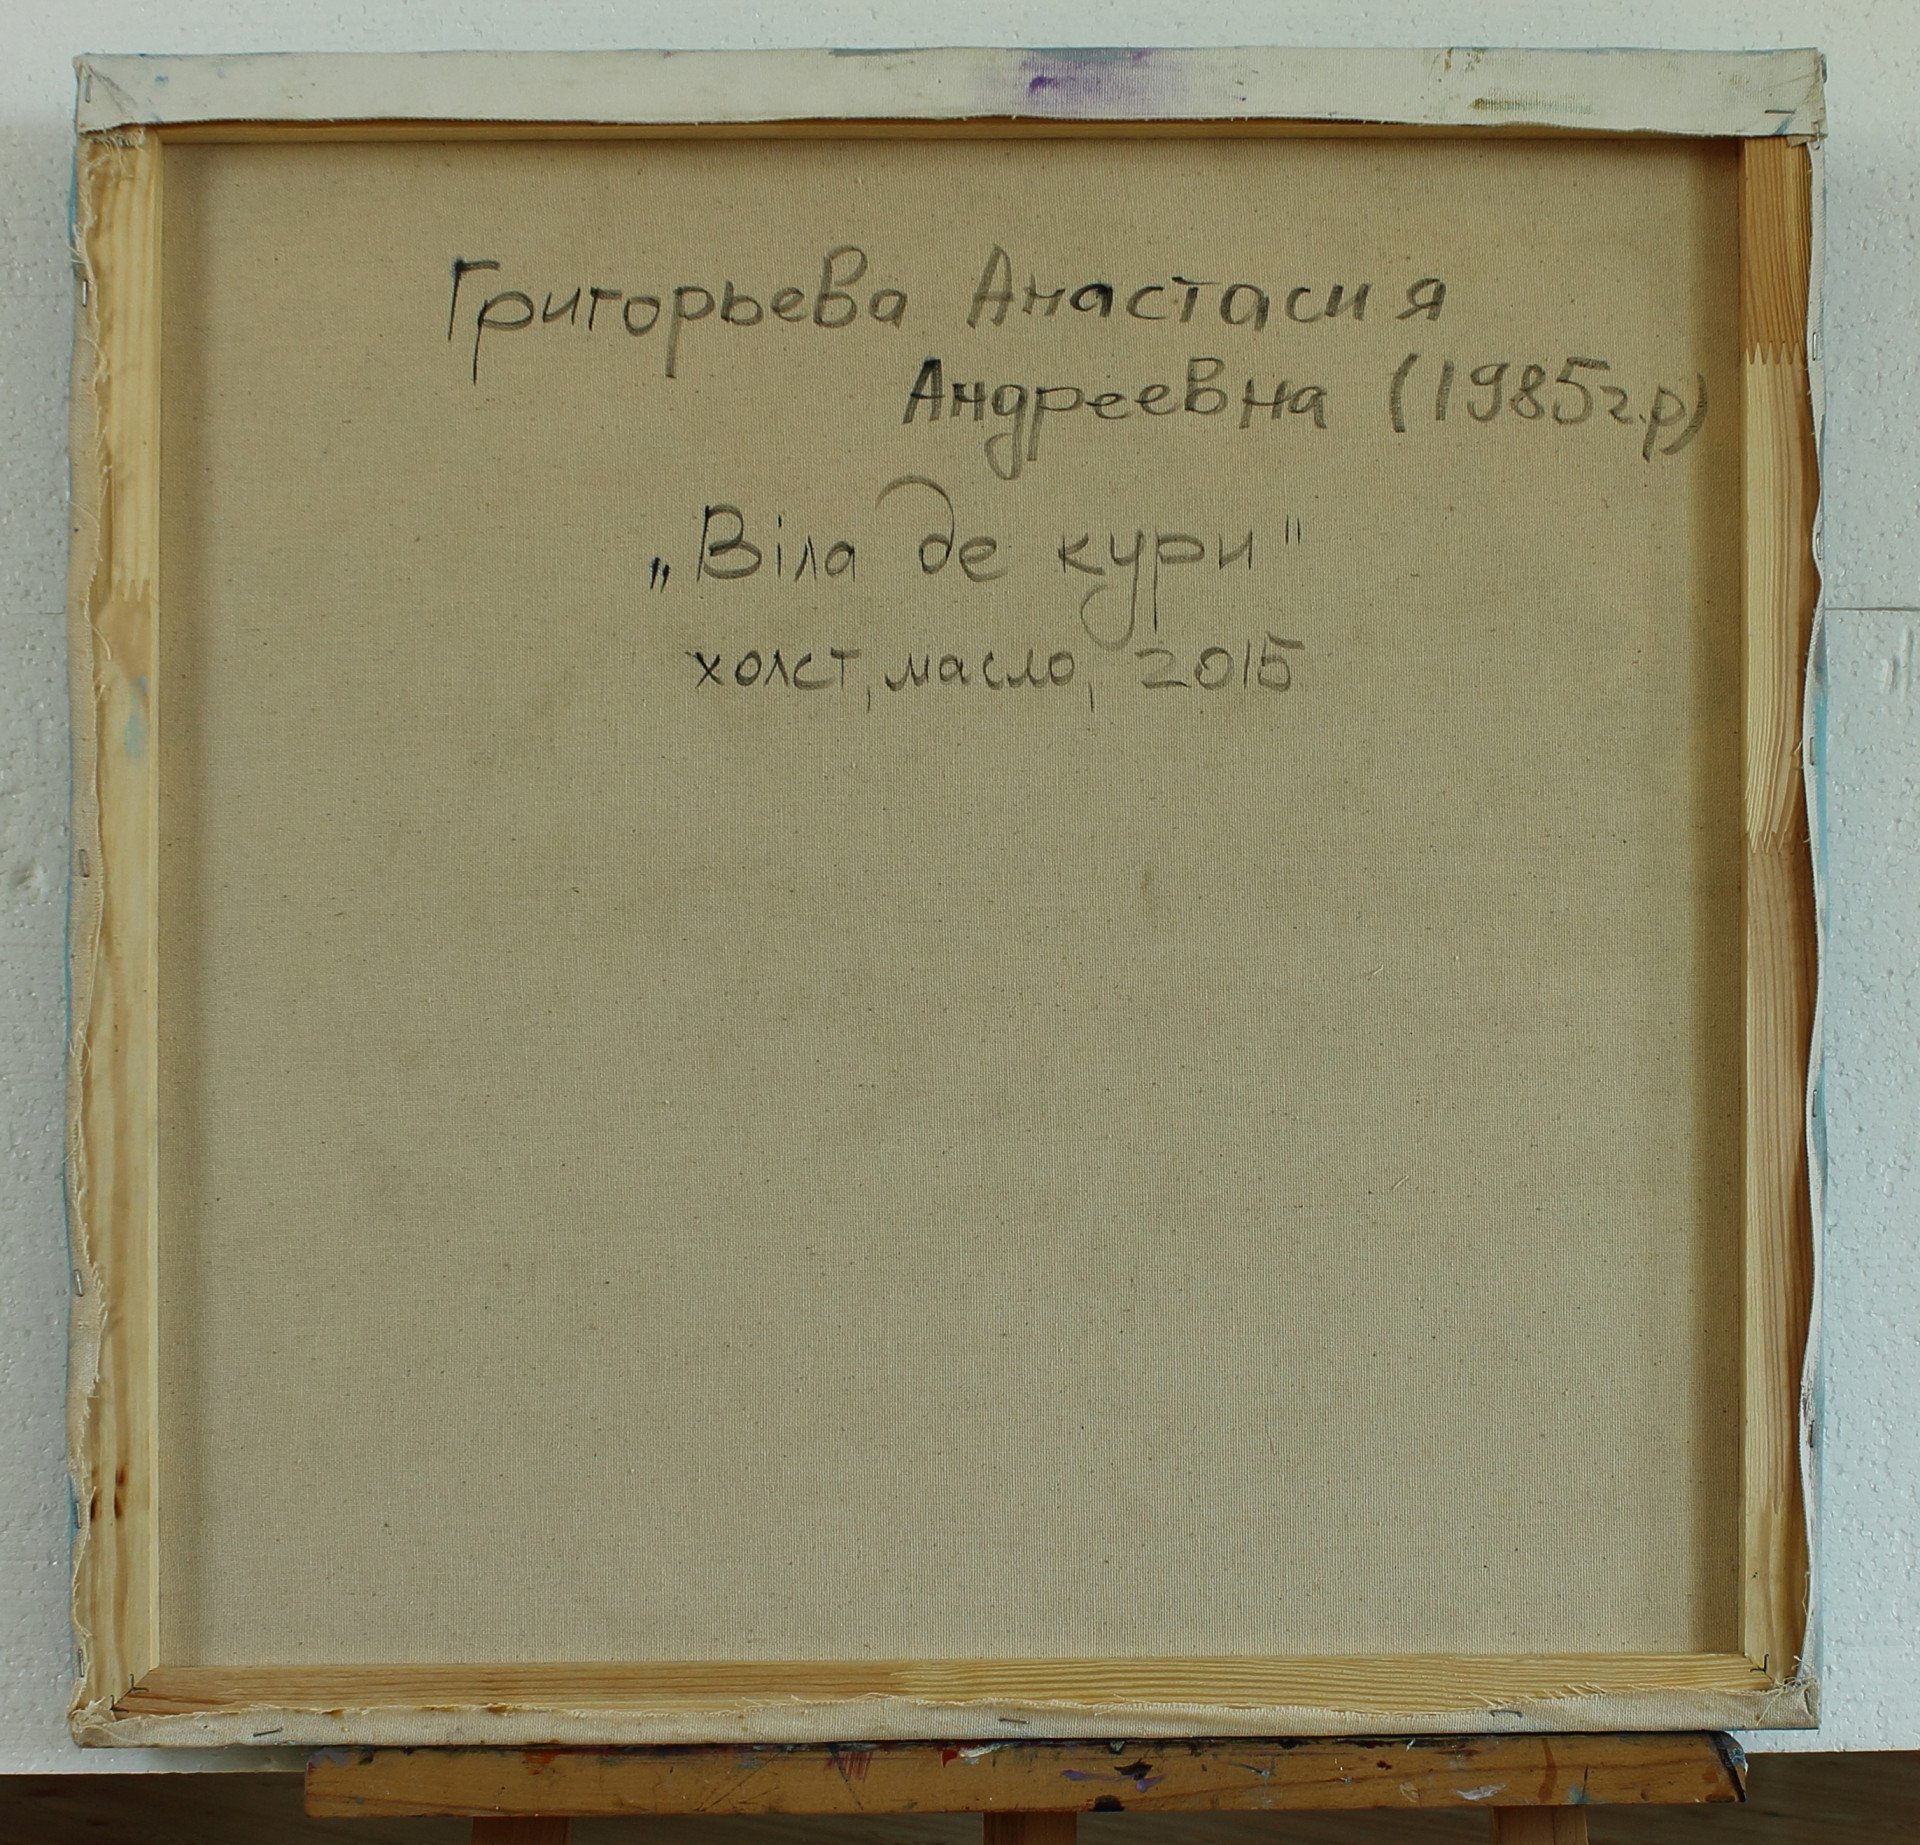 Григорьева Анастасия
Андреевна (1985г.р)
„Віла де кури"
холст, масло, 2015